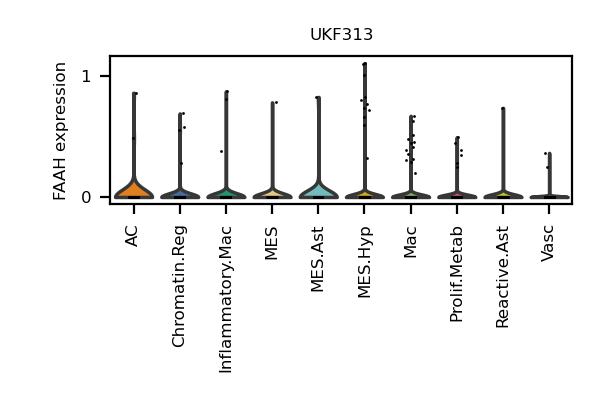 UKF313
FAAH expression
1
0
AC
Chromatin.Reg
Inflammatory.Mac
MES
MES.Ast
MES.Hyp
Mac
Prolif.Metab
Reactive.Ast
Vasc